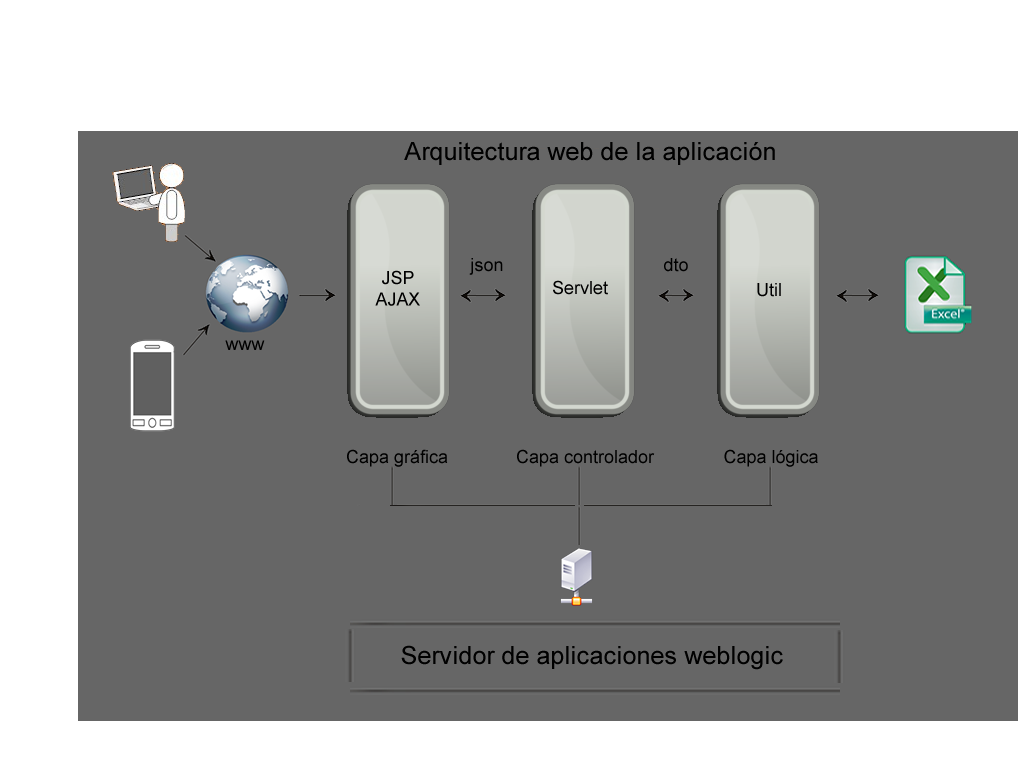 Arquitectura web de la aplicación
JSP
AJAX
json
Servlet
dto
Util
Excel
www
Capa gráfica
Capa controlador
Capa lógica
Servidor de aplicaciones weblogic